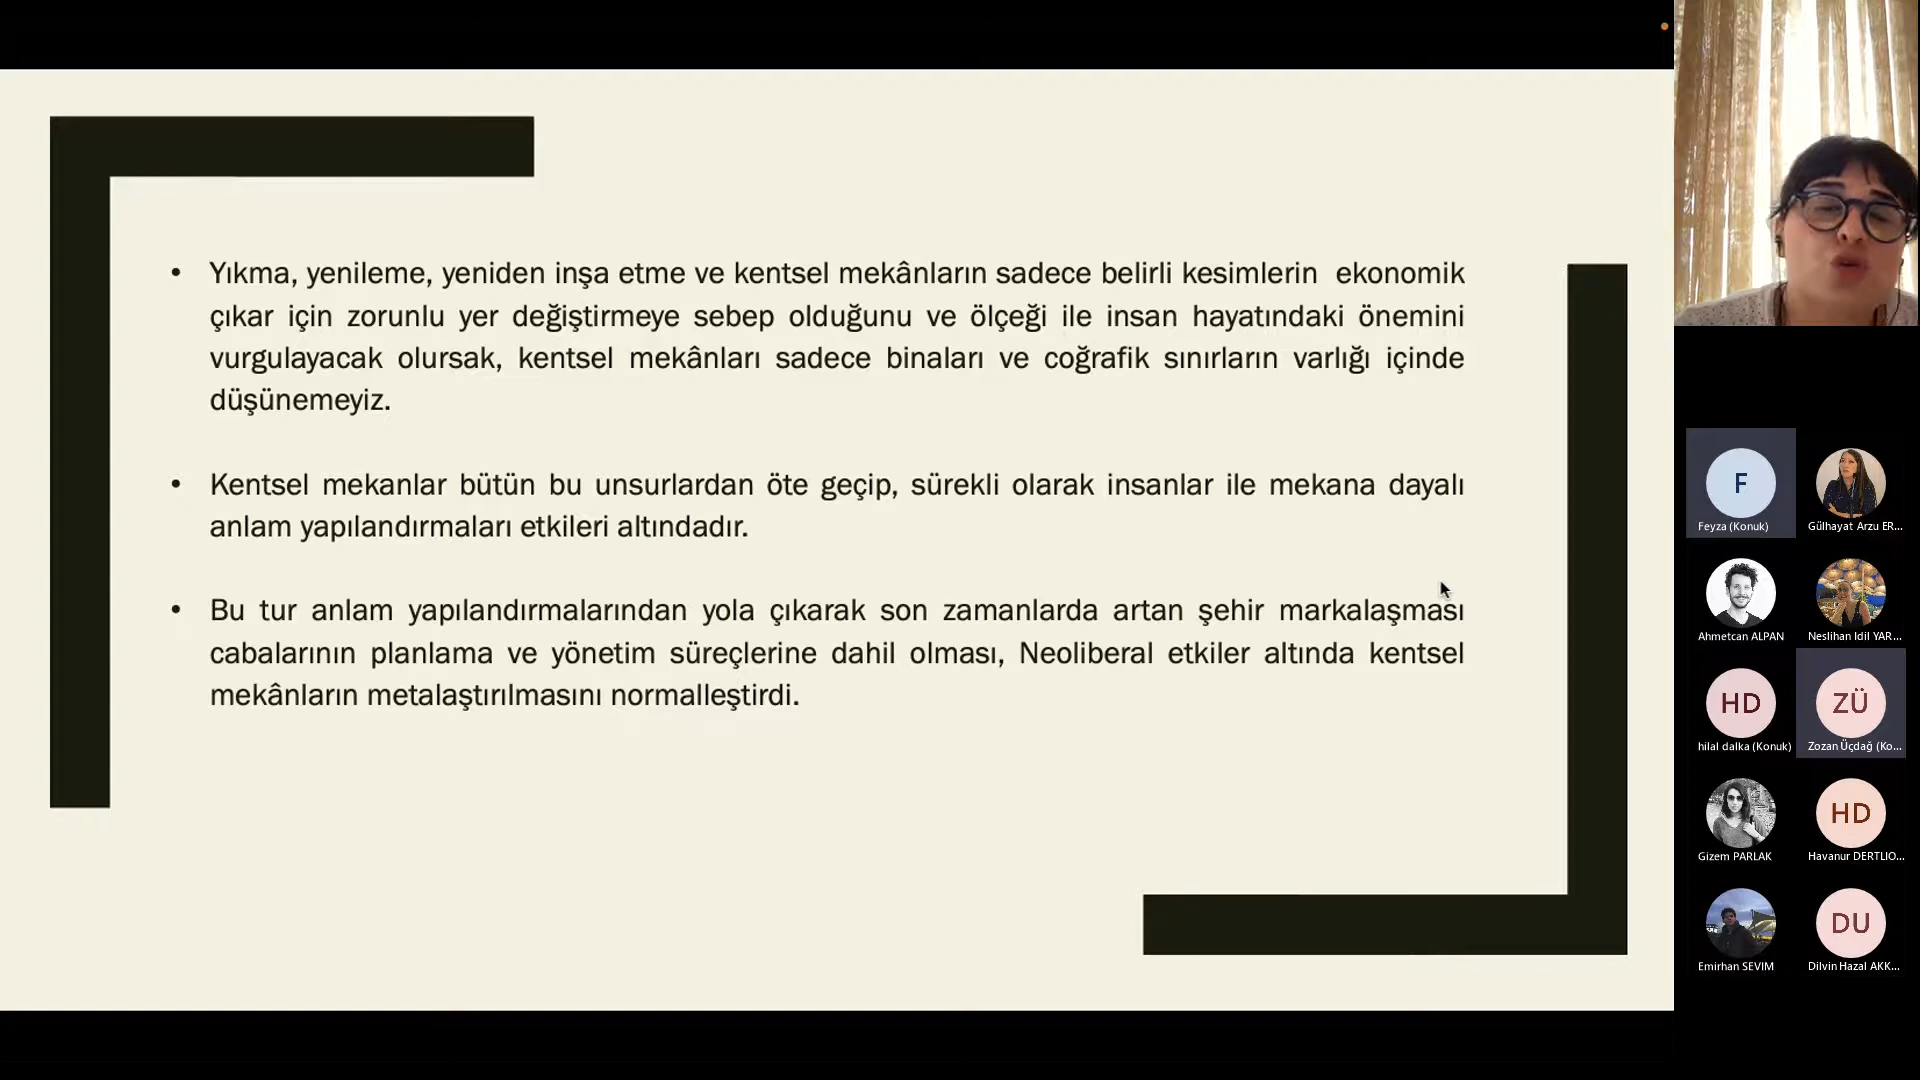 • Yıkma, yenileme, yeniden inşa etme ve kentsel mekânların sadece belirli kesimlerin ekonomik
çıkar için zorunlu yer değiştirmeye sebep olduğunu ve ölçeği ile insan hayatındaki önemini
vurgulayacak olursak, kentsel mekânları sadece binaları ve coğrafik sınırların varlığı içinde
düşünemeyiz.
• Kentsel mekanlar bütün bu unsurlardan öte geçip, sürekli olarak insanlar ile mekana dayalı
anlam yapılandırmaları etkileri altındadır.
• Bu tur anlam yapılandırmalarından yola çıkarak son zamanlarda artan şehir markalaşması
cabalarının planlama ve yönetim süreçlerine dahil olması, Neoliberal etkiler altında kentsel
mekânların metalaştırılmasını normalleştirdi.
F
Feyza (Konuk)
Gülhayat Arzu ER...
Ahmetcan ALPAN
Neslihan Idil YAR...
HD
hilal dalka (Konuk)
ZÜ
Zozan Üçdağ (Ko...
Gizem PARLAK
HD
Havanur DERTLIO...
Emirhan SEVIM
DU
Dilvin Hazal AKK...